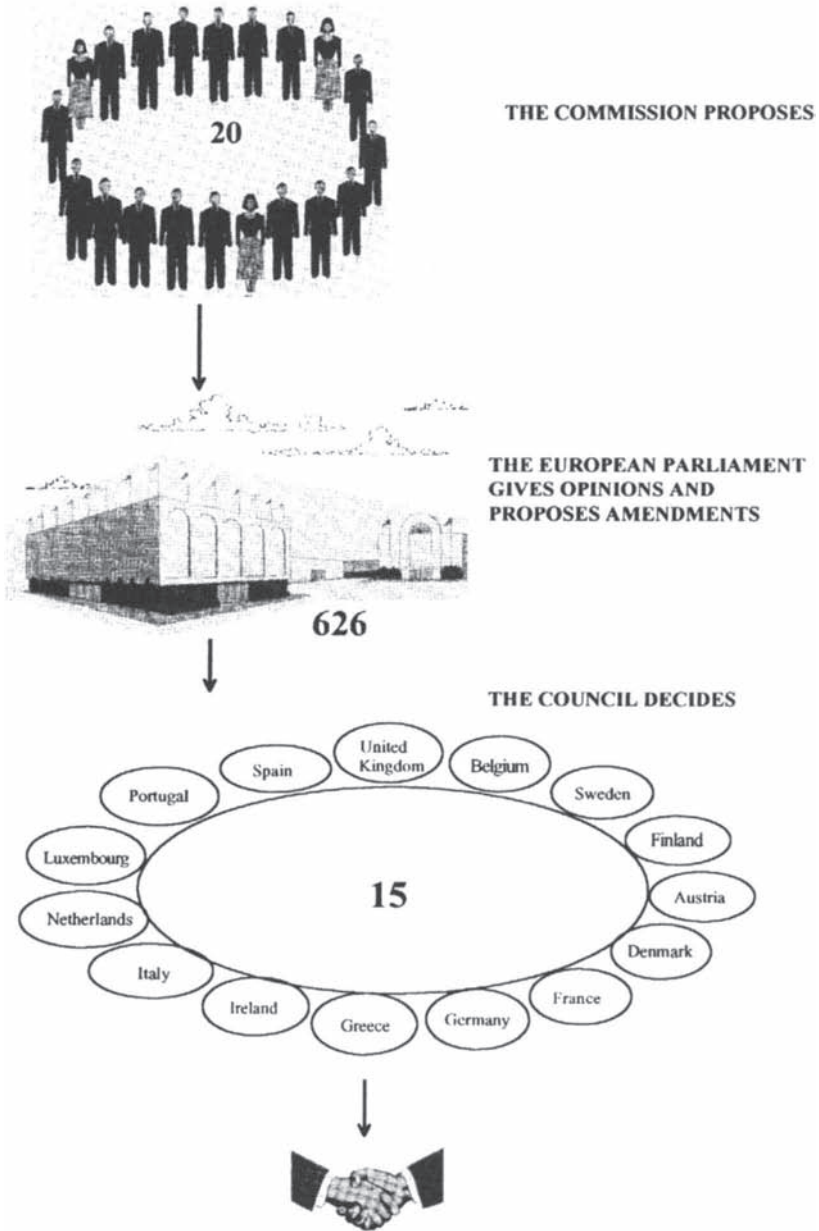 20
THE COMMISSION PROPOSES
THE EUROPEAN PARLIAMENT
GIVES OPINIONS AND
PROPOSES AMENDMENTS
626
THE COUNCIL DECIDES
United
Kingdom
Belgium
Sweden
Finland
Austria
Denmark
France
Germany
Greece
Ireland
Italy
Netherlands
Luxembourg
Portugal
Spain
15